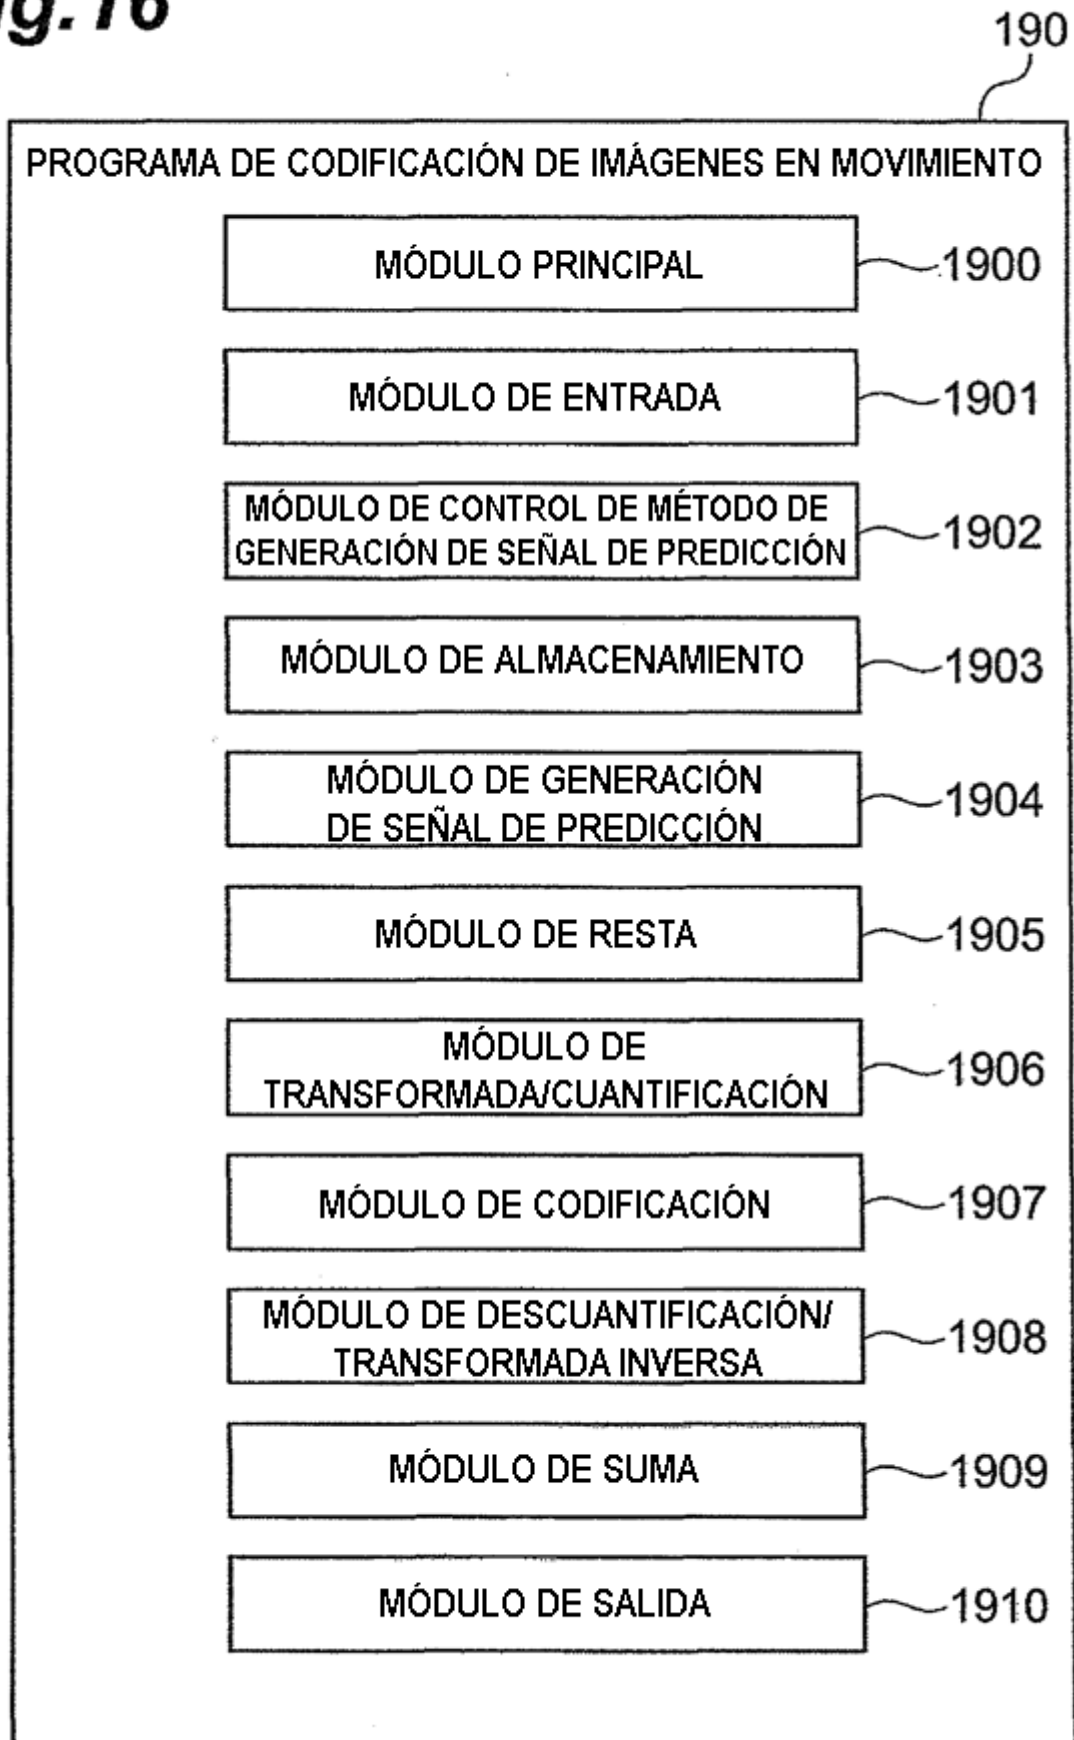 ig. 16
190
PROGRAMA DE CODIFICACIÓN DE IMÁGENES EN MOVIMIENTO
MÓDULO PRINCIPAL
1900
MÓDULO DE ENTRADA
1901
MÓDULO DE CONTROL DE MÉTODO DE
GENERACIÓN DE SEÑAL DE PREDICCIÓN
1902
MÓDULO DE ALMACENAMIENTO
1903
MÓDULO DE GENERACIÓN
DE SEÑAL DE PREDICCIÓN
1904
MÓDULO DE RESTA
1905
MÓDULO DE
TRANSFORMADA/CUANTIFICACIÓN
1906
MÓDULO DE CODIFICACIÓN
1907
MÓDULO DE DESCUANTIFICACIÓN/
TRANSFORMADA INVERSA
1908
MÓDULO DE SUMA
1909
MÓDULO DE SALIDA
1910